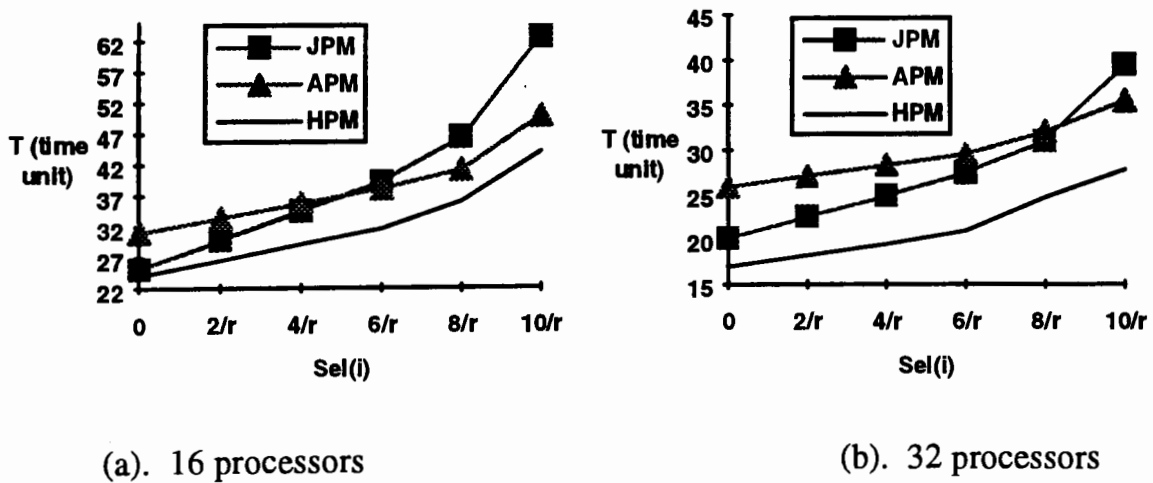 62
57
52
47
42
37
32
27
22
T (time
unit)
JPM
APM
HPM
0 2/r 4/r 6/r 8/r 10/r
Sel(i)
(a). 16 processors
45
40
35
30
25
20
15
T (time
unit)
JPM
APM
HPM
0 2/r 4/r 6/r 8/r 10/r
Sel(i)
(b). 32 processors